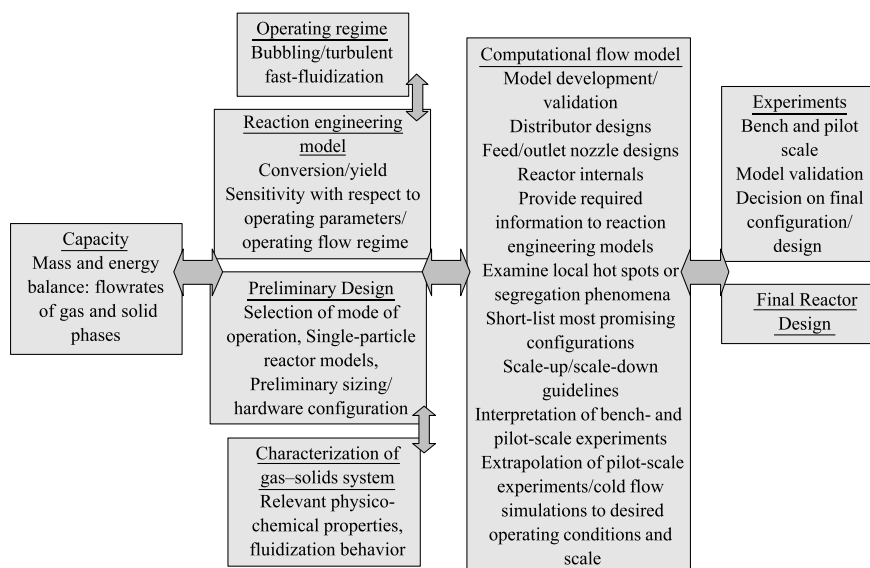 Capacity
Mass and energy
balance: flowrates
of gas and solid
phases
Operating regime
Bubbling/turbulent
fast-fluidization
Reaction engineering
model
Conversion/yield
Sensitivity with respect to
operating parameters/
operating flow regime
Preliminary Design
Selection of mode of
operation, Single-particle
reactor models,
Preliminary sizing/
hardware configuration
Characterization of
gas–solids system
Relevant physico-
chemical properties,
fluidization behavior
Computational flow model
Model development/
validation
Distributor designs
Feed/outlet nozzle designs
Reactor internals
Provide required
information to reaction
engineering models
Examine local hot spots or
segregation phenomena
Short-list most promising
configurations
Scale-up/scale-down
guidelines
Interpretation of bench- and
pilot-scale experiments
Extrapolation of pilot-scale
experiments/cold flow
simulations to desired
operating conditions and
scale
Experiments
Bench and pilot
scale
Model validation
Decision on final
configuration/
design
Final Reactor
Design